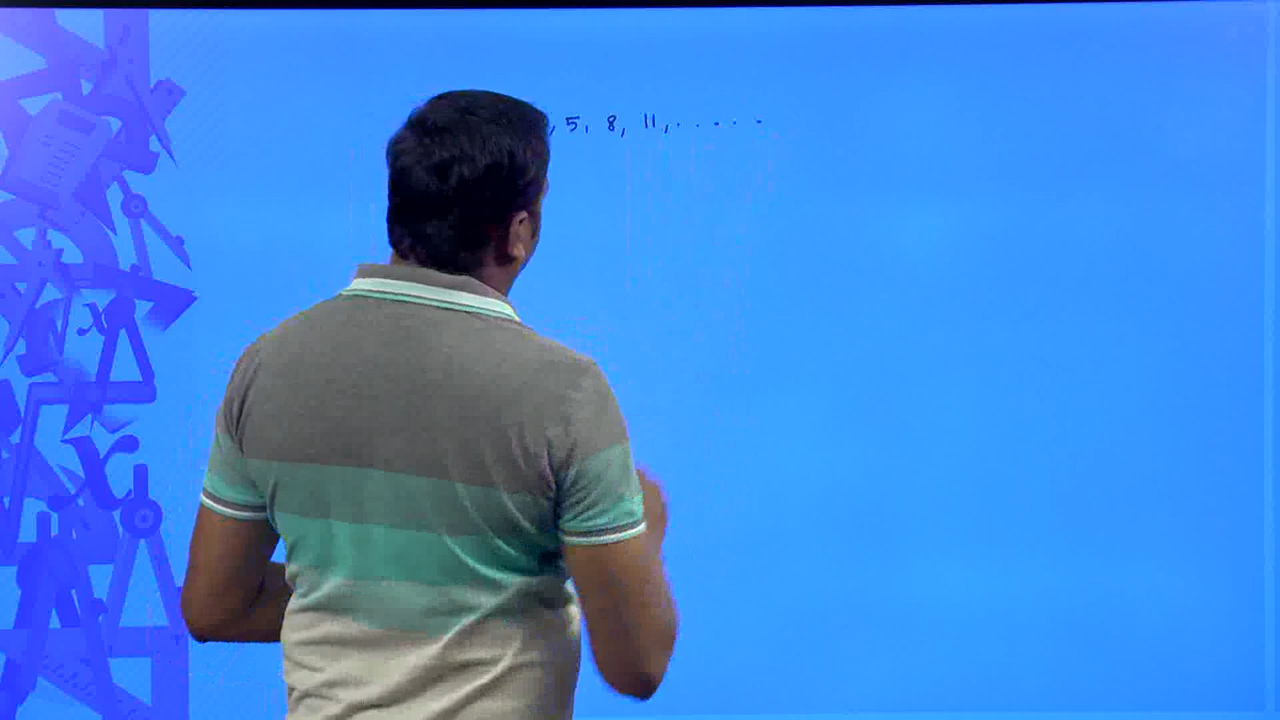 , 5, 8, 11, . . . . .
x
x